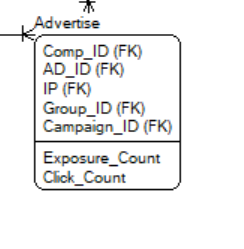 Advertise
Comp_ID (FK)
AD_ID (FK)
IP (FK)
Group_ID (FK)
Campaign_ID (FK)
Exposure_Count
Click_Count